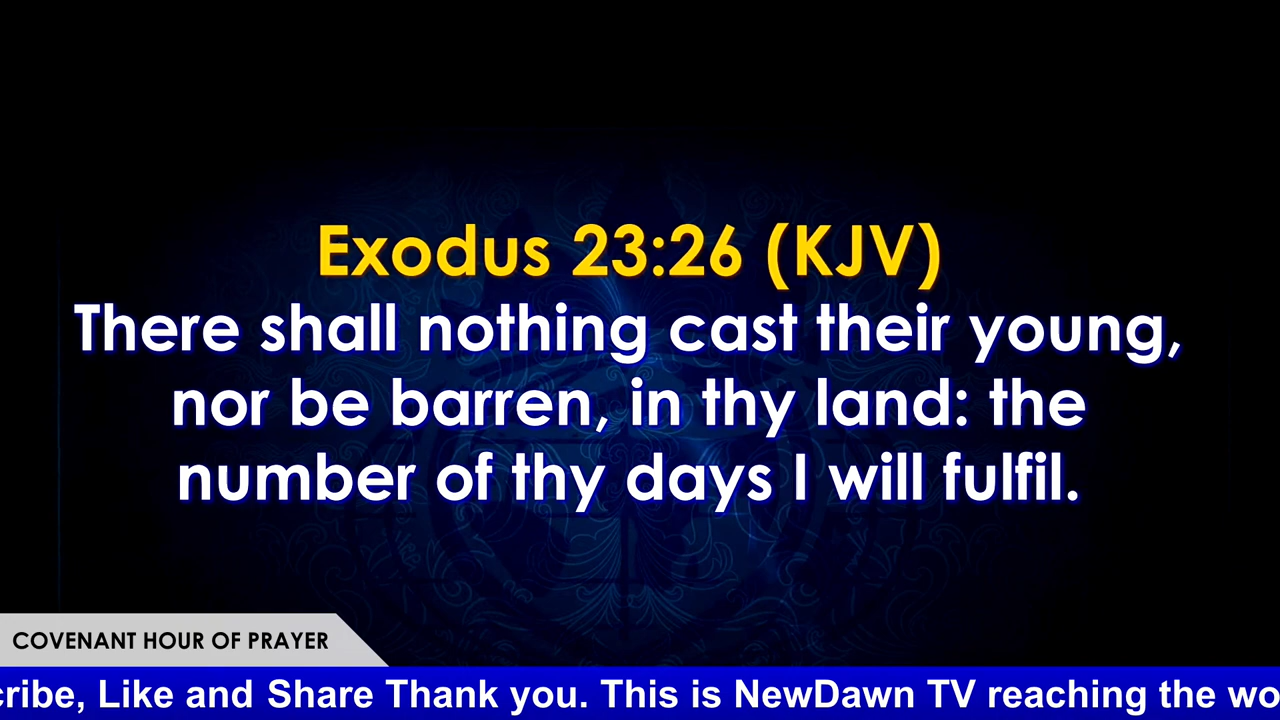 Exodus 23:26 (KJV)
There shall nothing cast their young,
nor be barren, in thy land: the
number of thy days I will fulfil.
COVENANT HOUR OF PRAYER
Like and Share Thank you. This is NewDawn TV reaching the